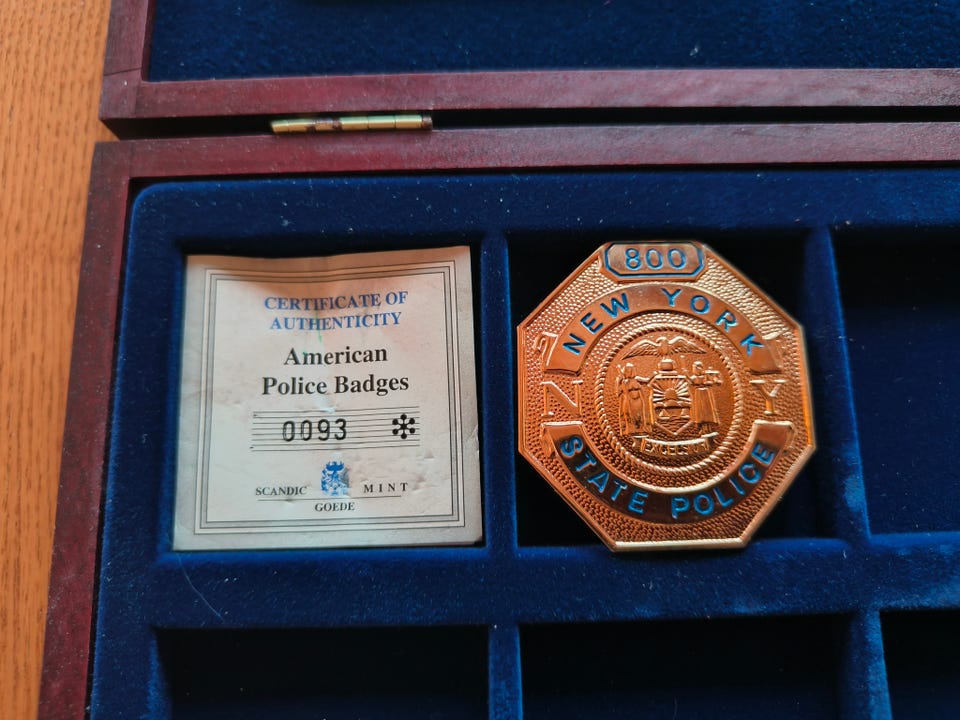 CERTIFICATE OF
AUTHENTICITY
American
Police Badges
0093 *
SCANDIC MINT
GOEDE
800
NEW YORK
N Y
EXCELSIOR
STATE POLICE